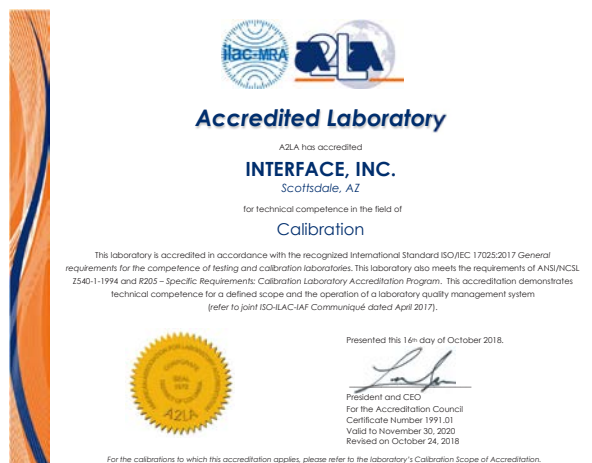 ilac-MRA
A2LA
Accredited Laboratory
A2LA has accredited
INTERFACE, INC.
Scottsdale, AZ
for technical competence in the field of
Calibration
This laboratory is accredited in accordance with the recognized International Standard ISO/IEC 17025:2017 General
requirements for the competence of testing and calibration laboratories. This laboratory also meets the requirements of ANSI/NCSL
Z540-1-1994 and R205 – Specific Requirements: Calibration Laboratory Accreditation Program. This accreditation demonstrates
technical competence for a defined scope and the operation of a laboratory quality management system
(refer to joint ISO-ILAC-IAF Communiqué dated April 2017).
Presented this 16th day of October 2018.
CORPORATE
SEAL
1978
A2LA
President and CEO
For the Accreditation Council
Certificate Number 1991.01
Valid to November 30, 2020
Revised on October 24, 2018
For the calibrations to which this accreditation applies, please refer to the laboratory's Calibration Scope of Accreditation.